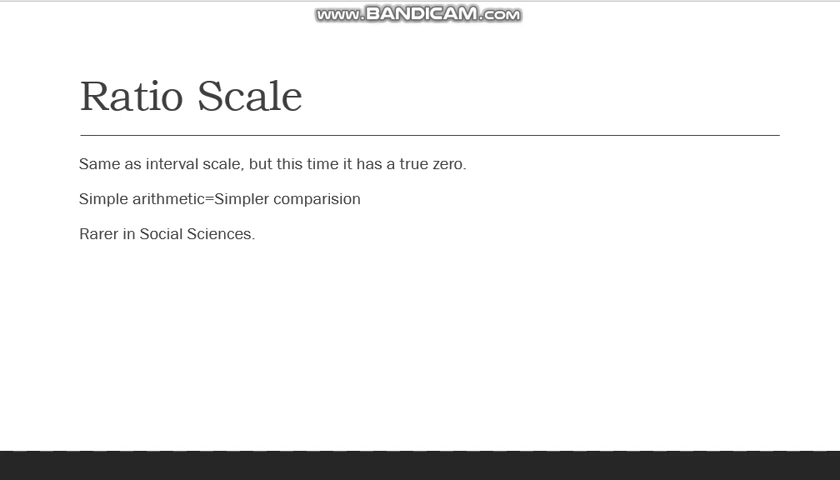 www.BANDICAM.com
Ratio Scale
Same as interval scale, but this time it has a true zero.
Simple arithmetic=Simpler comparision
Rarer in Social Sciences.